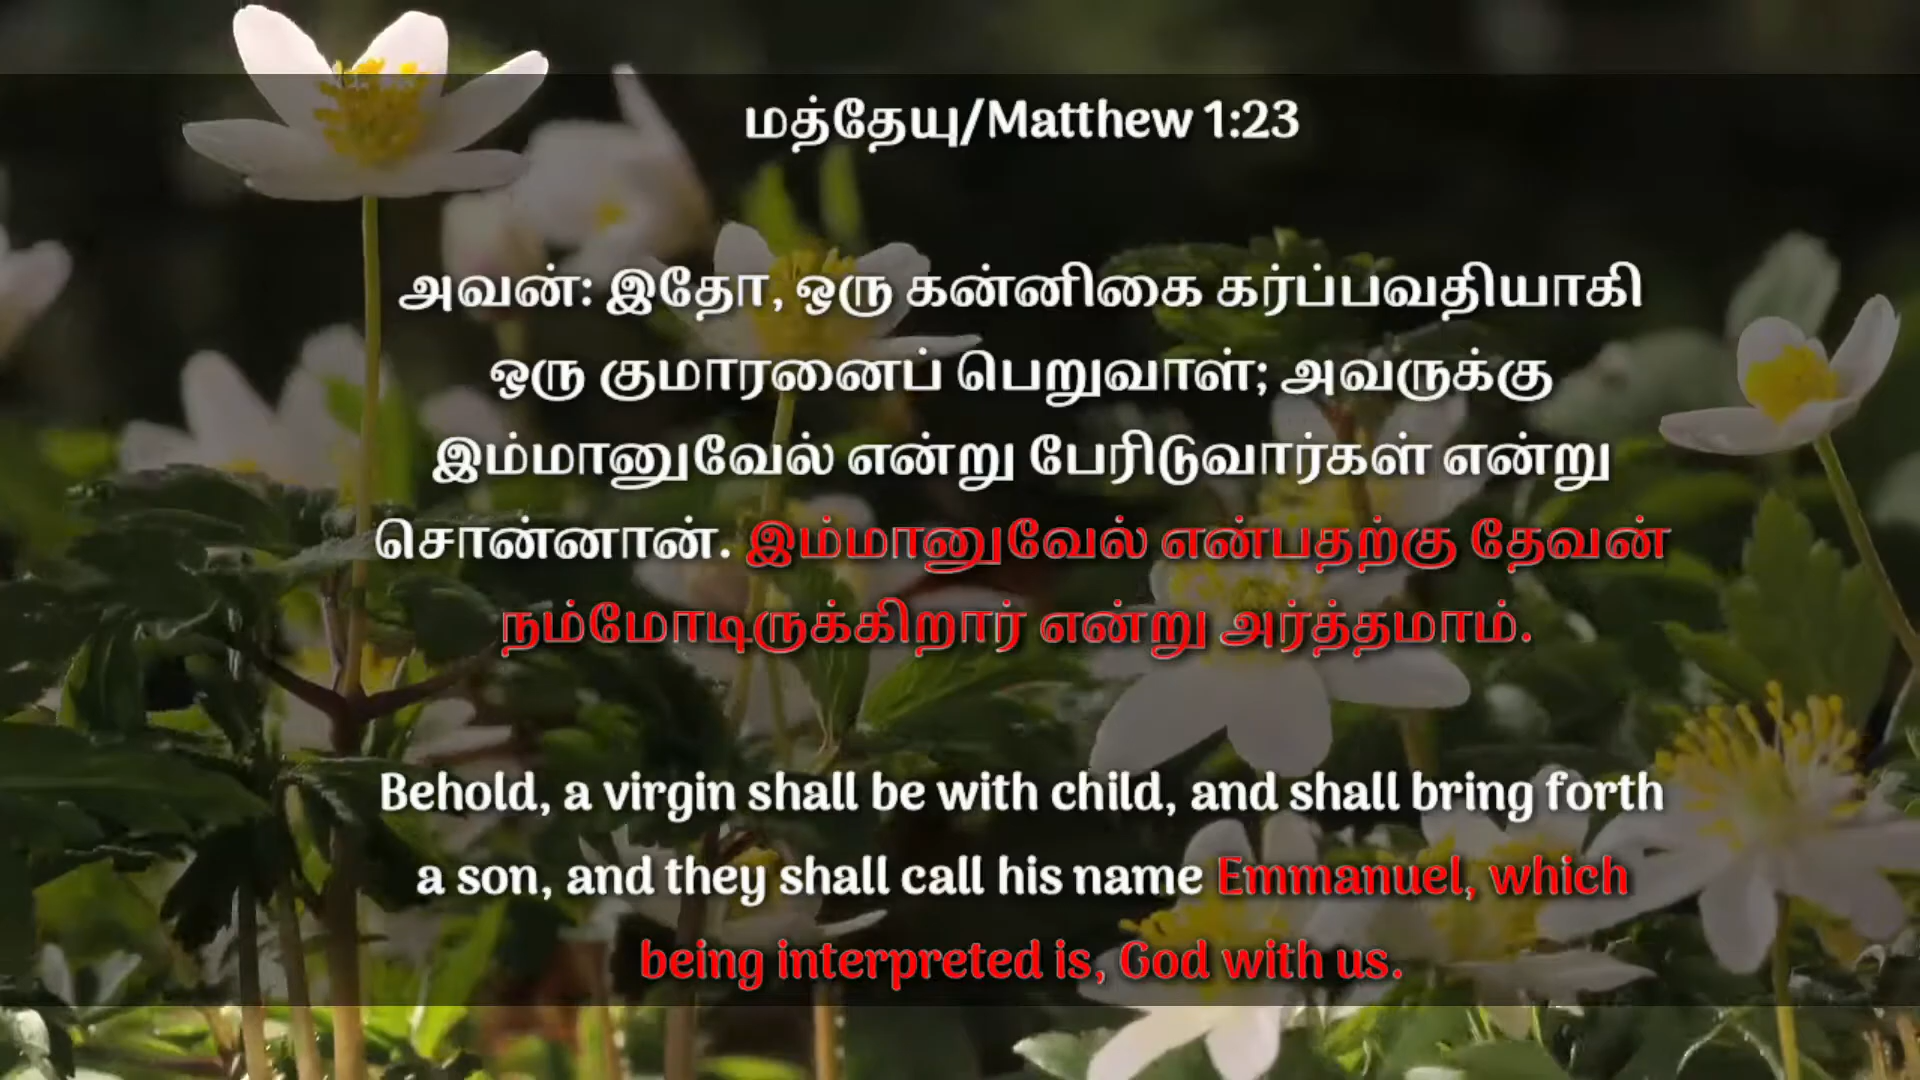 மத்தேயு/Matthew 1:23
அவன்: இதோ, ஒரு கன்னிகை கர்ப்பவதியாகி
ஒரு குமாரனைப் பெறுவாள்; அவருக்கு
இம்மானுவேல் என்று பேரிடுவார்கள் என்று
சொன்னான். இம்மானுவேல் என்பதற்கு தேவன்
நம்மோடிருக்கிறார் என்று அர்த்தமாம்.
Behold, a virgin shall be with child, and shall bring forth
a son, and they shall call his name Emmanuel, which
being interpreted is, God with us.